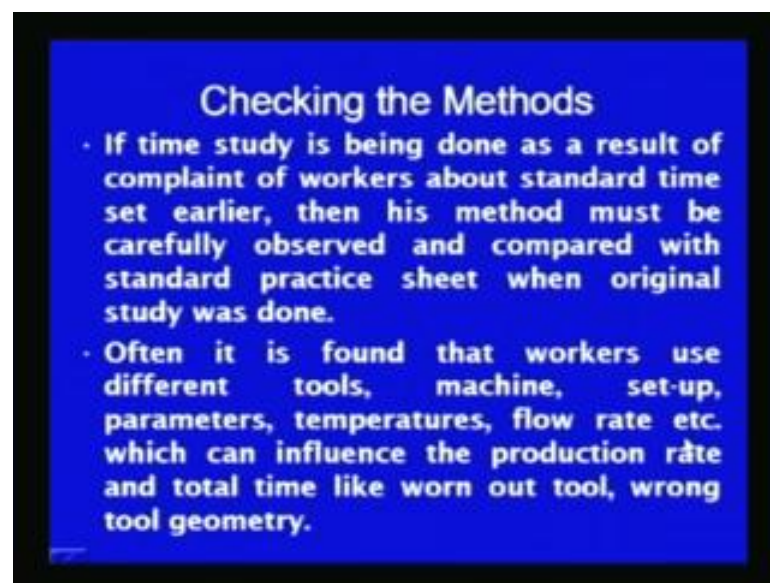 Checking the Methods
· If time study is being done as a result of
complaint of workers about standard time
set earlier, then his method must be
carefully observed and compared with
standard practice sheet when original
study was done.
· Often it is found that workers use
different tools, machine, set-up,
parameters, temperatures, flow rate etc.
which can influence the production rate
and total time like worn out tool, wrong
tool geometry.